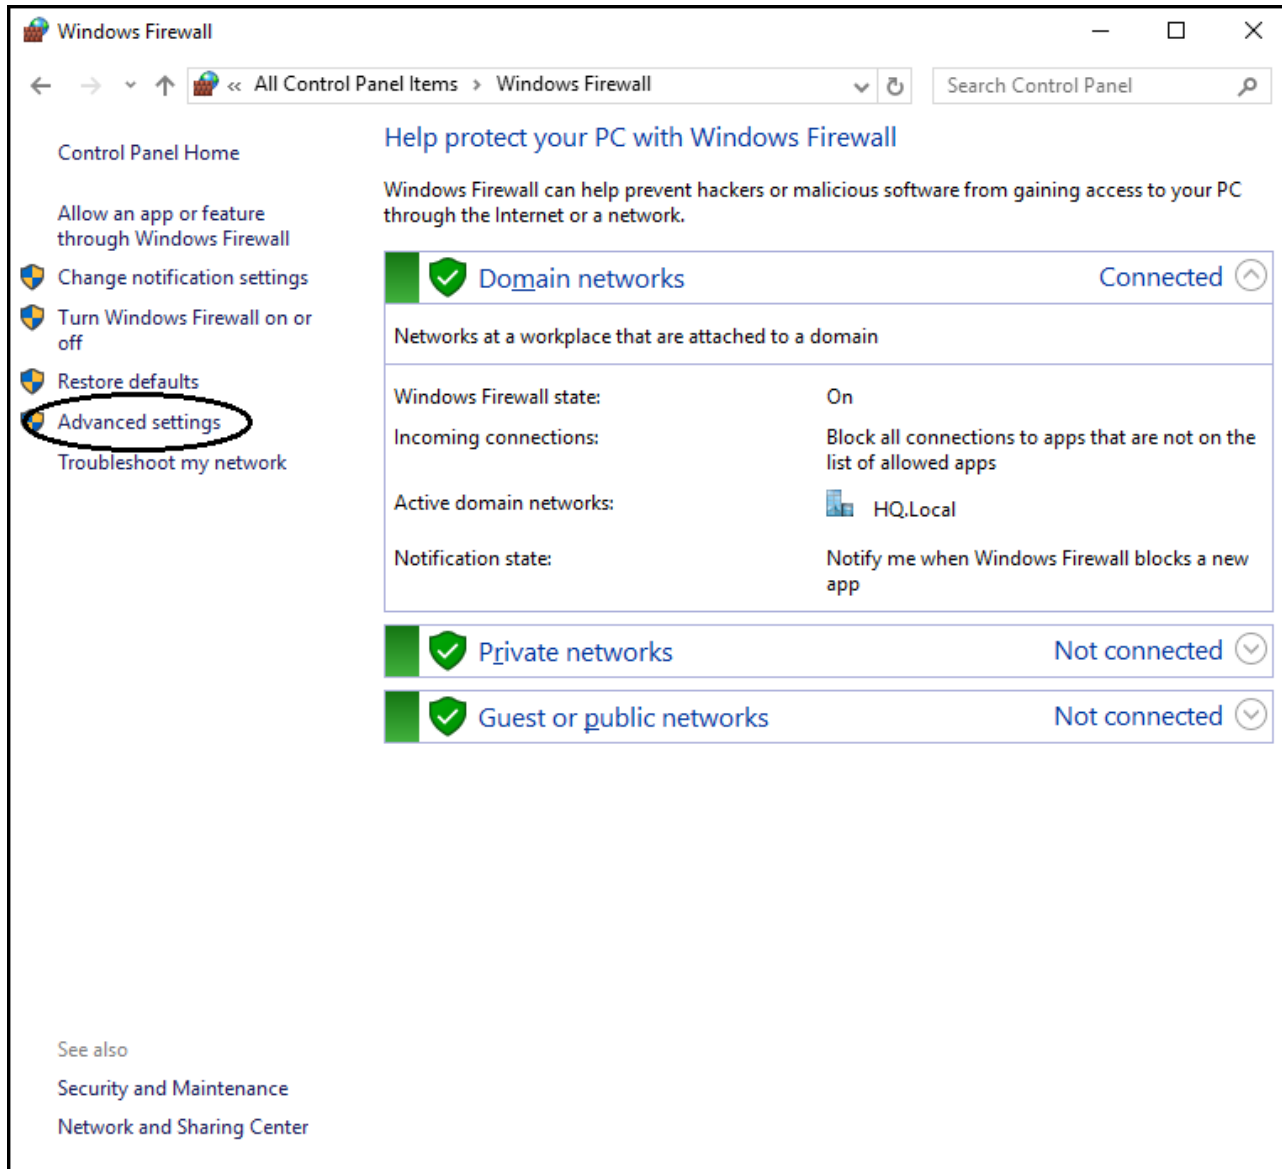 Windows Firewall
« All Control Panel Items > Windows Firewall
Search Control Panel
Control Panel Home
Allow an app or feature
through Windows Firewall
Change notification settings
Turn Windows Firewall on or
off
Restore defaults
Advanced settings
Troubleshoot my network
Help protect your PC with Windows Firewall
Windows Firewall can help prevent hackers or malicious software from gaining access to your PC
through the Internet or a network.
Domain networks
Connected
Networks at a workplace that are attached to a domain
Windows Firewall state:
On
Incoming connections:
Block all connections to apps that are not on the
list of allowed apps
Active domain networks:
HQ.Local
Notification state:
Notify me when Windows Firewall blocks a new
app
Private networks
Not connected
Guest or public networks
Not connected
See also
Security and Maintenance
Network and Sharing Center